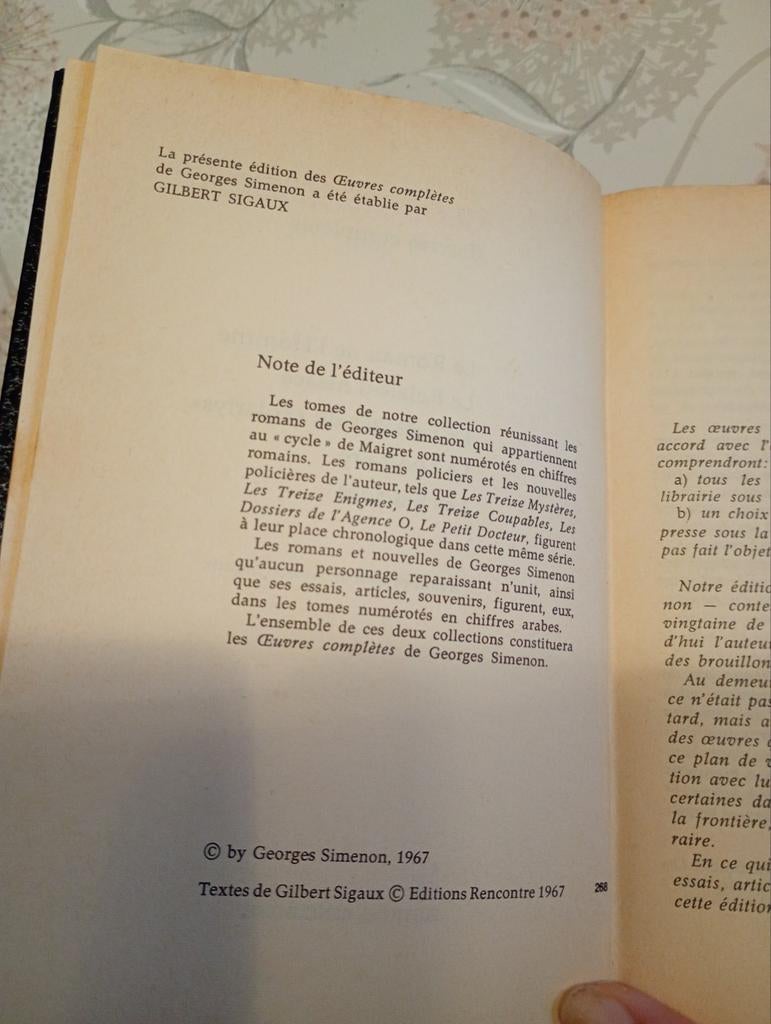 La présente édition des Œuvres complètes
de Georges Simenon a été établie par
GILBERT SIGAUX
Note de l'éditeur
Les tomes de notre collection réunissant les
romans de Georges Simenon qui appartiennent
au « cycle » de Maigret sont numérotés en chiffres
romains. Les romans policiers et les nouvelles
policières de l'auteur, tels que Les Treize Mystères,
Les Treize Enigmes, Les Treize Coupables, Les
Dossiers de l'Agence O, Le Petit Docteur, figurent
à leur place chronologique dans cette même série.
Les romans et nouvelles de Georges Simenon
qu'aucun personnage reparaissant n'unit, ainsi
que ses essais, articles, souvenirs, figurent, eux,
dans les tomes numérotés en chiffres arabes.
L'ensemble de ces deux collections constituera
les Œuvres complètes de Georges Simenon.
© by Georges Simenon, 1967
Textes de Gilbert Sigaux © Editions Rencontre 1967
268
Les œuvres
accord avec l'
comprendront:
a) tous les
librairie sous
b) un choix
presse sous la
pas fait l'objet
Notre éditio
non — conte
vingtaine de
d'hui l'auteu
des brouillon
Au demeu
ce n'était pas
tard, mais a
des œuvres
ce plan de
tion avec lu
certaines da
la frontière,
raire.
En ce qui
essais, artic
cette édition